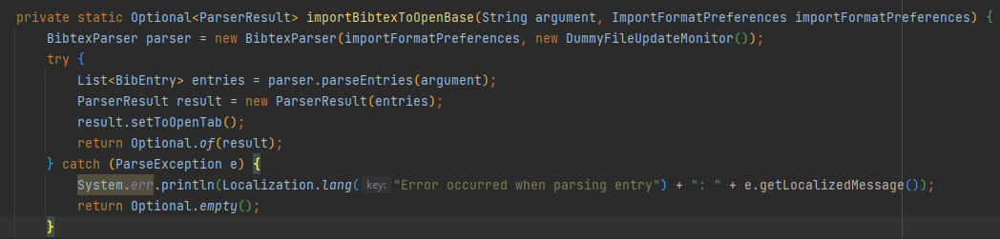 private static Optional<ParserResult> importBibtexToOpenBase(String argument, ImportFormatPreferences importFormatPreferences) {
BibtexParser parser = new BibtexParser(importFormatPreferences, new DummyFileUpdateMonitor());
try {
List<BibEntry> entries = parser.parseEntries(argument);
ParserResult result = new ParserResult(entries);
result.setToOpenTab();
return Optional.of(result);
} catch (ParseException e) {
System.err.println(Localization.lang( key: "Error occurred when parsing entry") + ": " + e.getLocalizedMessage());
return Optional.empty();
}